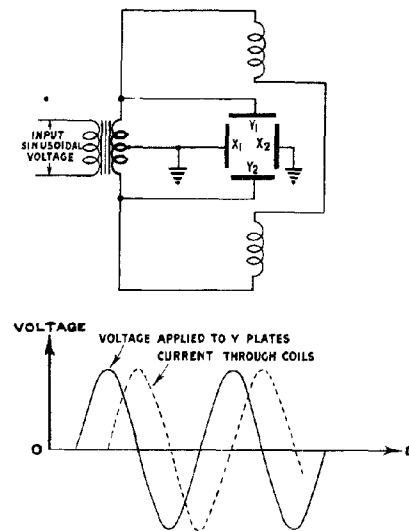 INPUT
SINUSOIDAL
VOLTAGE
Y1
X1 X2
Y2
VOLTAGE
VOLTAGE APPLIED TO Y PLATES
CURRENT THROUGH COILS
O
t